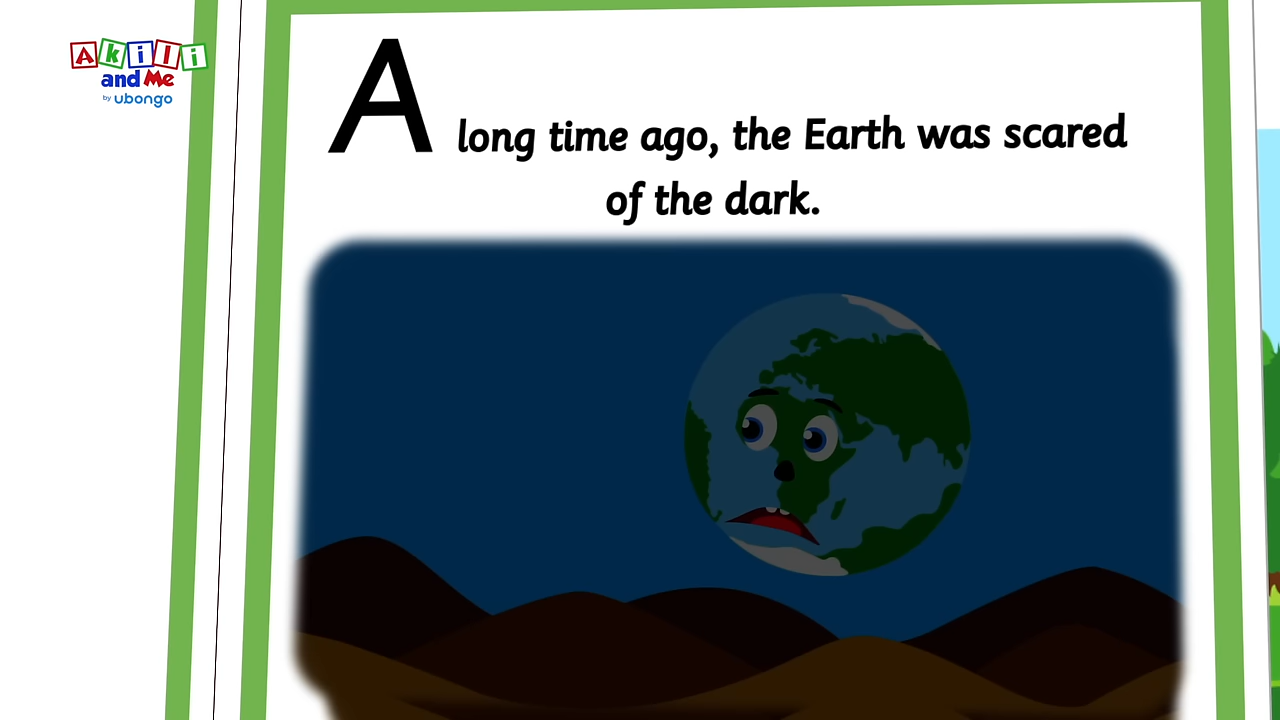 Akili
and Me
by ubongo
A long time ago, the Earth was scared
of the dark.